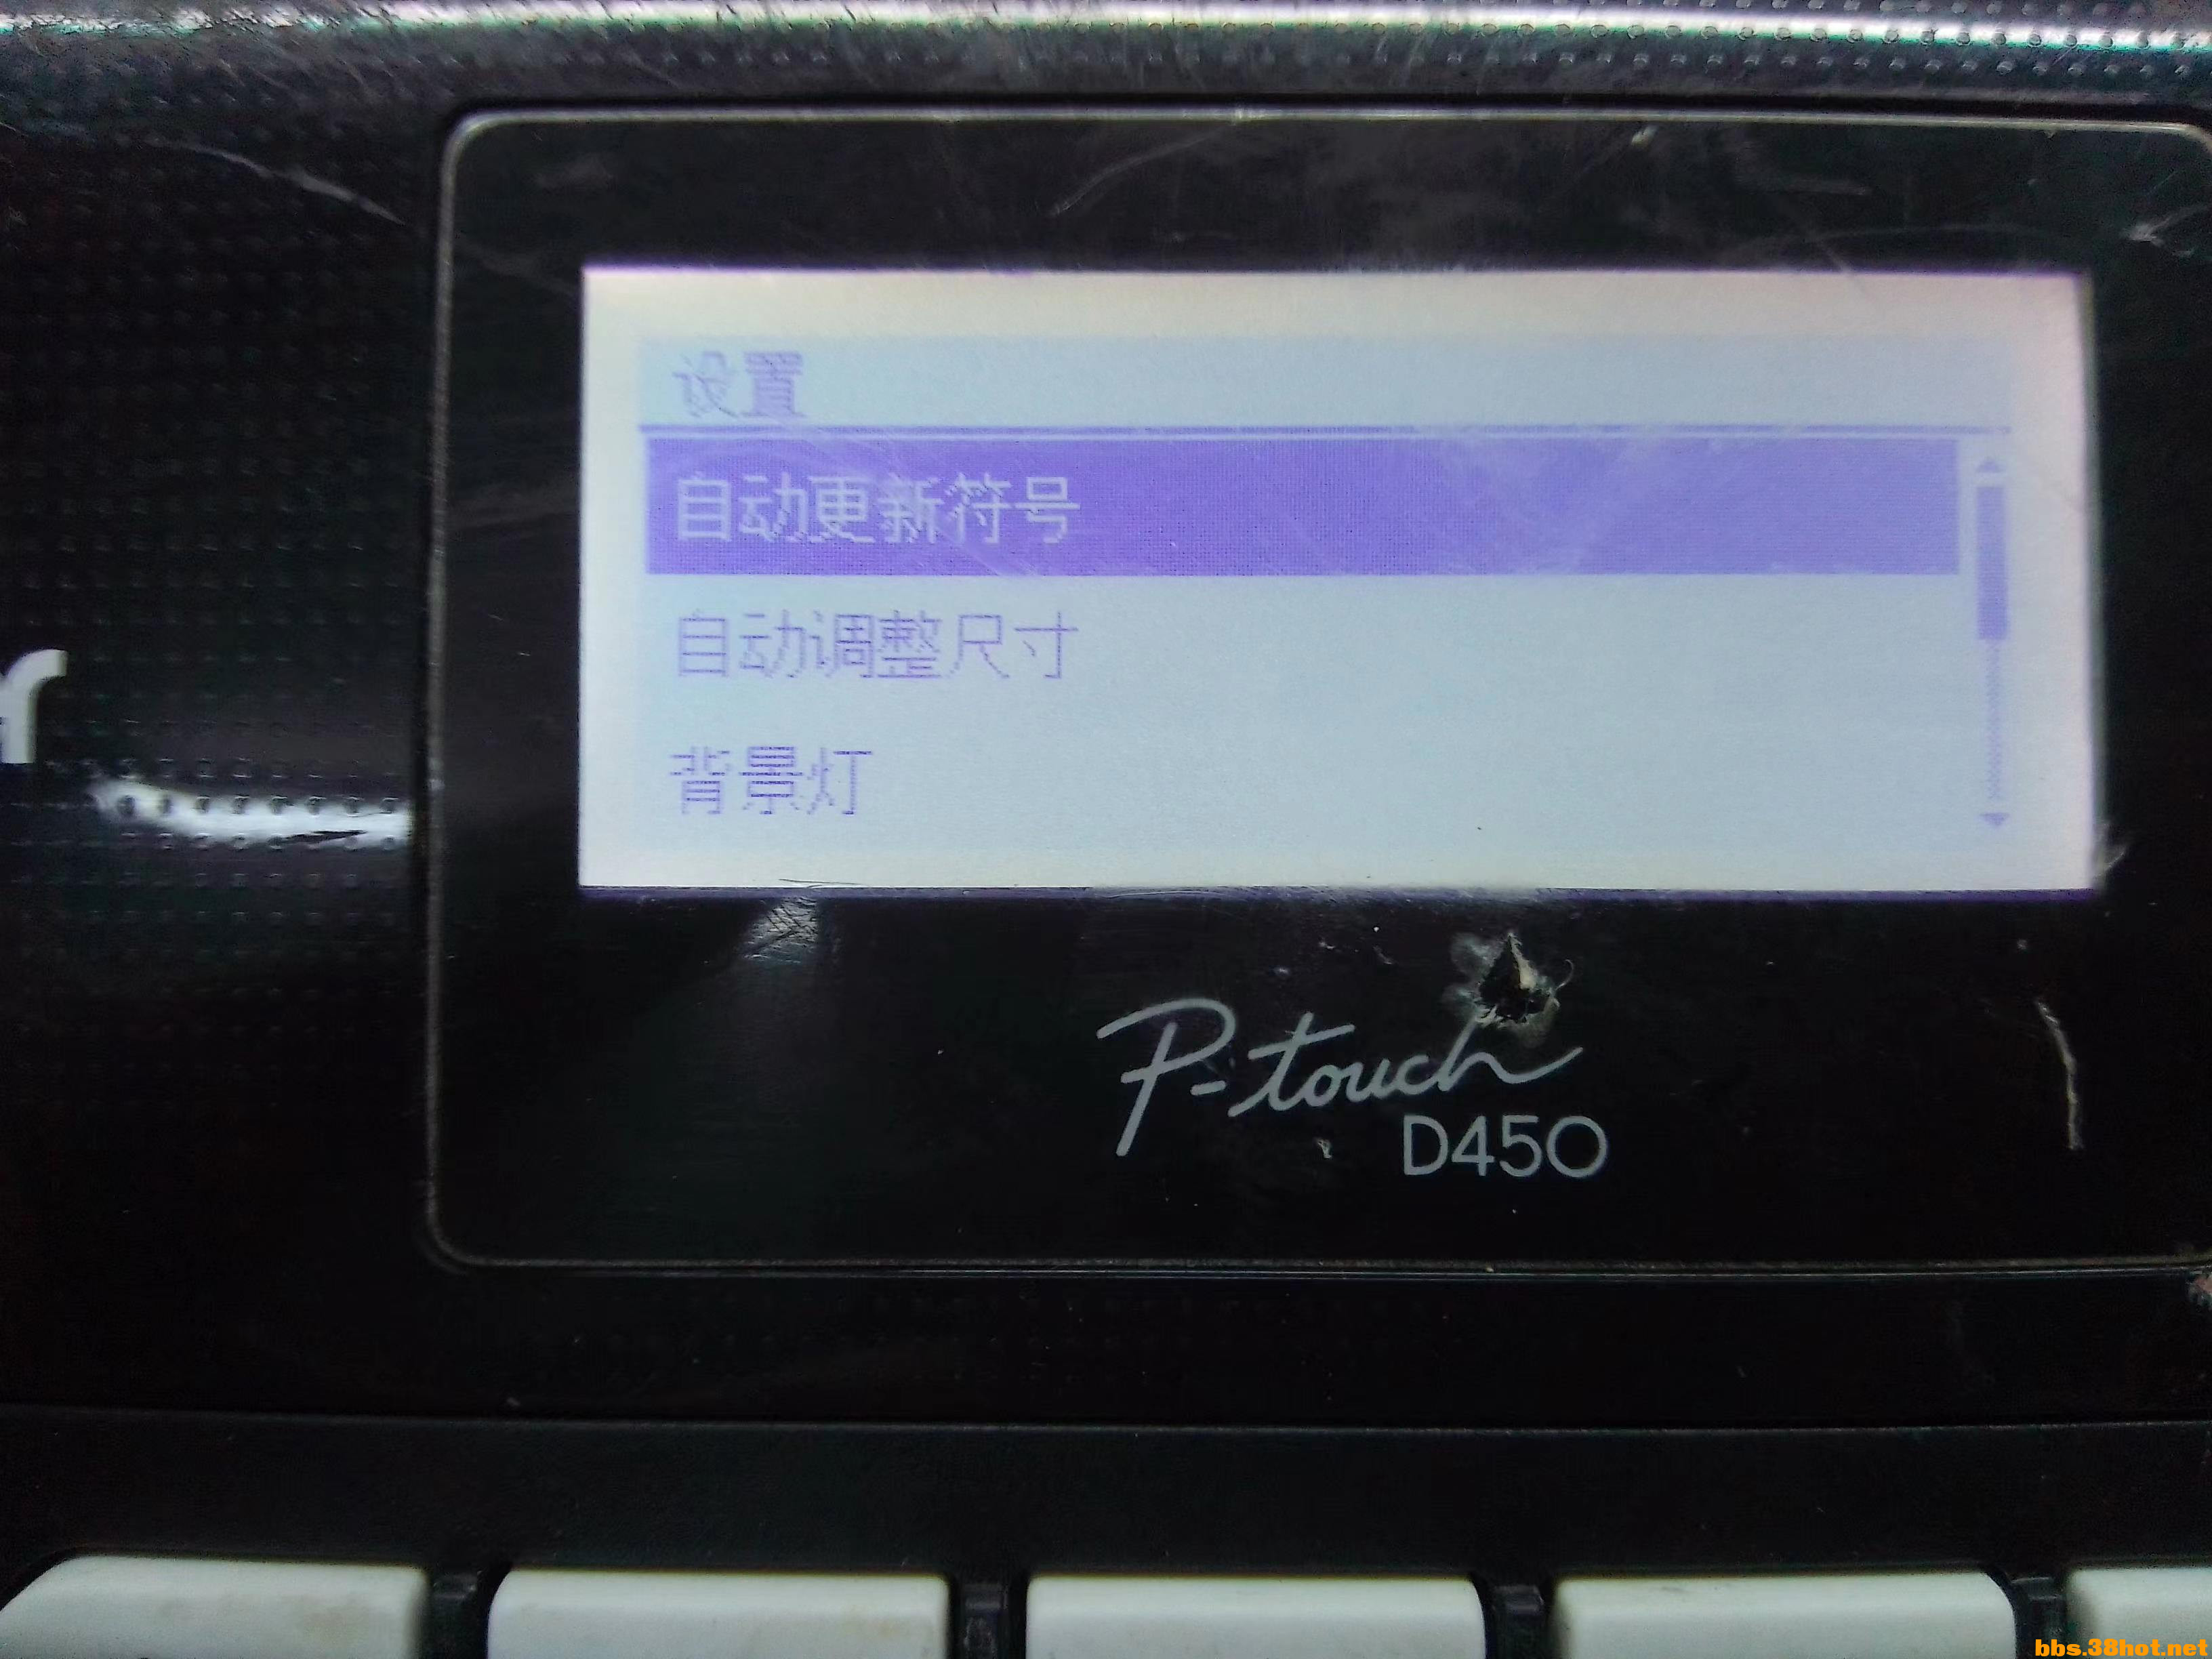 设置
自动更新符号
自动调整尺寸
背景灯
r
P-touch
D450
bbs.38hot.net